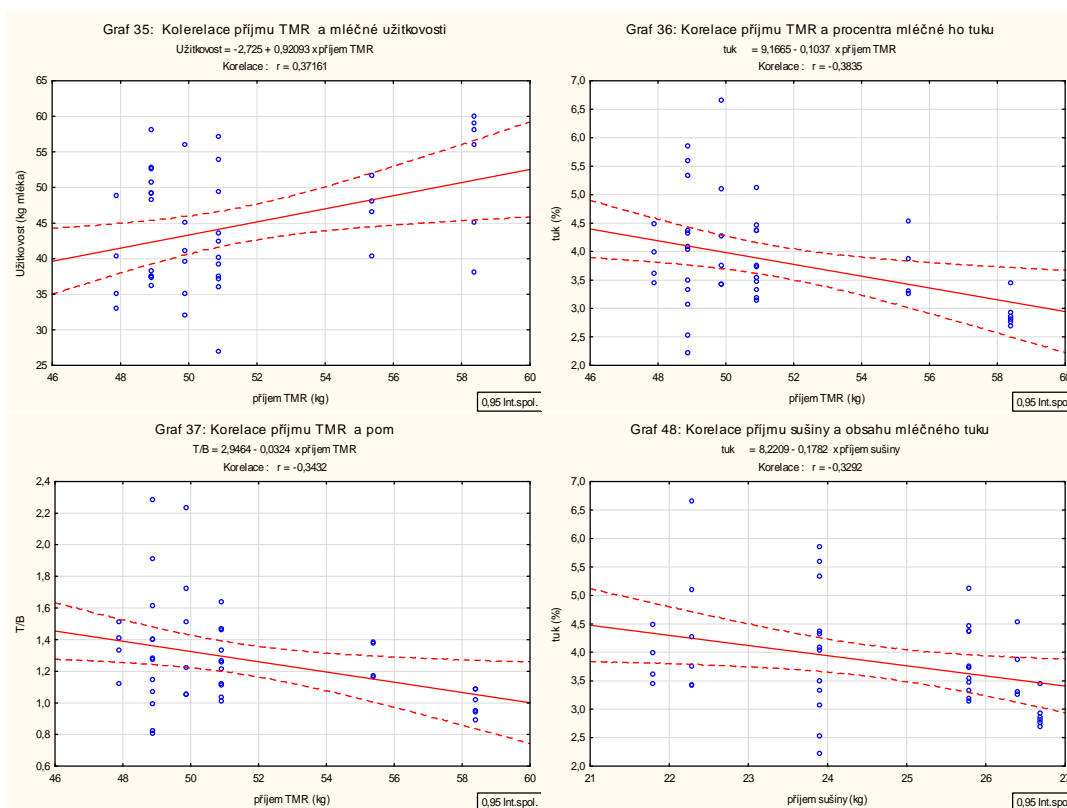 Graf 35: Kolerelace příjmu TMR a mléčné užitkovosti
Užitkovost = -2,725 + 0,92093 x příjem TMR
Korelace : r = 0,37161
Užitkovost (kg mléka)
65
60
55
50
45
40
35
30
25
46 48 50 52 54 56 58 60
příjem TMR (kg)
0,95 Int.spol.
Graf 36: Korelace příjmu TMR a procentra mléčné ho tuku
tuk = 9,1665 - 0,1037 x příjem TMR
Korelace : r = -0,3835
tuk (%)
7,0
6,5
6,0
5,5
5,0
4,5
4,0
3,5
3,0
2,5
2,0
46 48 50 52 54 56 58 60
příjem TMR (kg)
0,95 Int.spol
Graf 37: Korelace příjmu TMR a pom
T/B = 2,9464 - 0,0324 x příjem TMR
Korelace : r = -0,3432
T/B
2,4
2,2
2,0
1,8
1,6
1,4
1,2
1,0
0,8
0,6
46 48 50 52 54 56 58 60
příjem TMR (kg)
0,95 Int.spol.
Graf 48: Korelace příjmu sušiny a obsahu mléčného tuku
tuk = 8,2209 - 0,1782 x příjem sušiny
Korelace : r = -0,3292
tuk (%)
7,0
6,5
6,0
5,5
5,0
4,5
4,0
3,5
3,0
2,5
2,0
21 22 23 24 25 26 27
příjem sušiny (kg)
0,95 Int.spol.